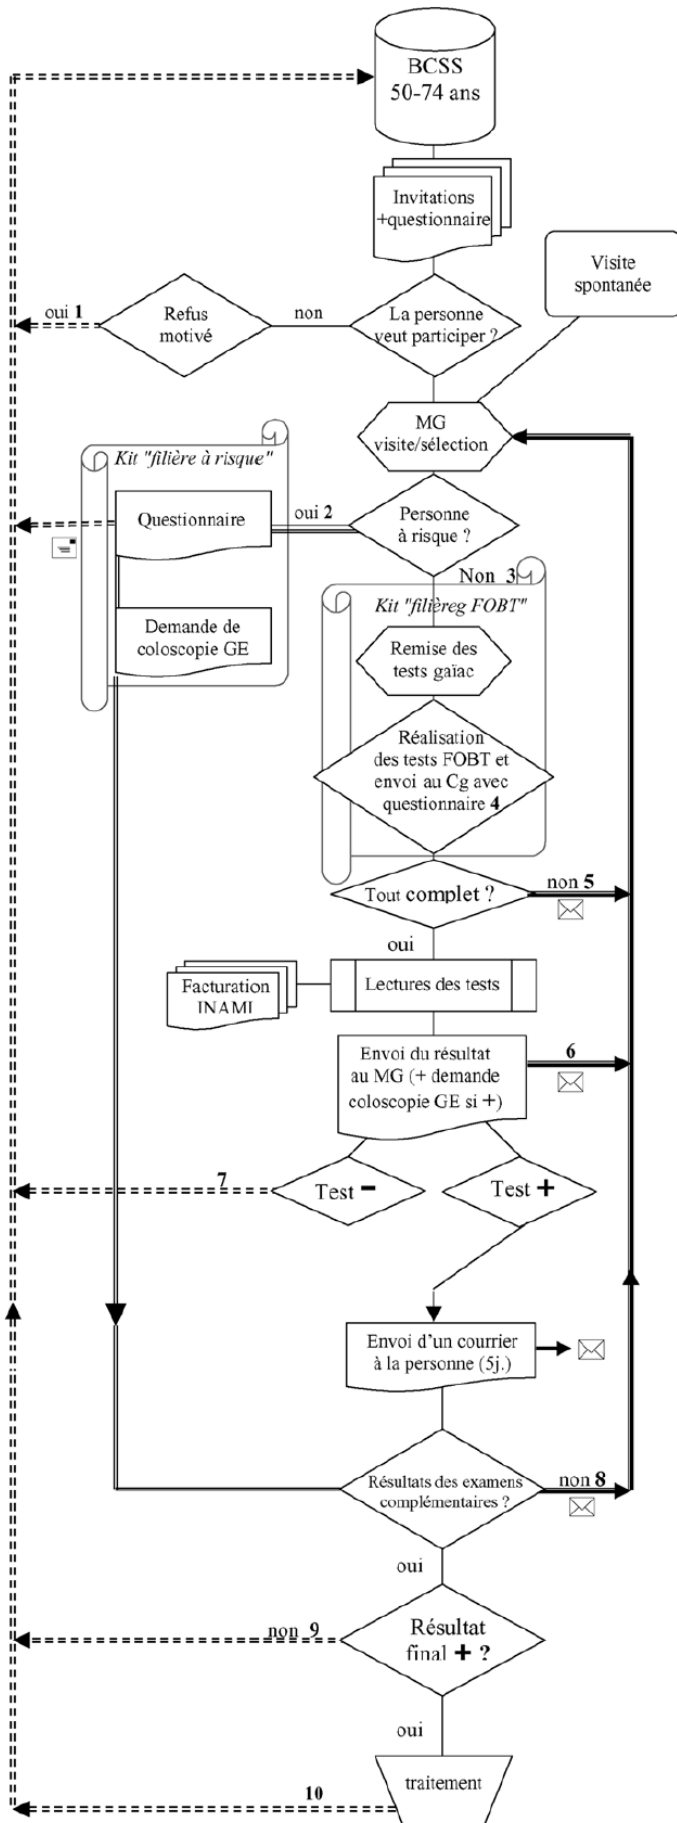 BCSS
50-74 ans
Invitations
+questionnaire
Visite
spontanée
oui 1
Refus
motivé
non
La personne
veut participer ?
MG
visite/sélection
Kit "filière à risque"
Questionnaire
oui 2
Personne
à risque ?
Non 3
Kit "filièreg FOBT"
Demande de
coloscopie GE
Remise des
tests gaïac
Réalisation
des tests FOBT et
envoi au Cg avec
questionnaire 4
Tout complet ?
non 5
oui
Facturation
INAMI
Lectures des tests
Envoi du résultat
au MG (+ demande
coloscopie GE si +)
6
7
Test -
Test +
Envoi d'un courrier
à la personne (5j.)
Résultats des examens
complémentaires ?
non 8
oui
non 9
Résultat
final + ?
oui
10
traitement